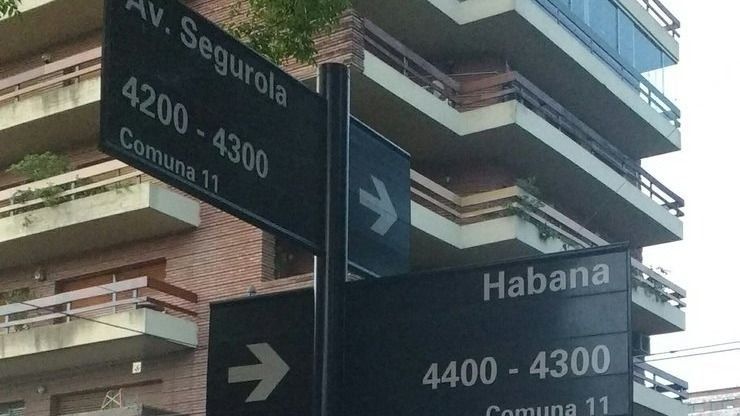 Av. Segurola
4200 - 4300
Comuna 11
Habana
4400 - 4300
Comuna 11